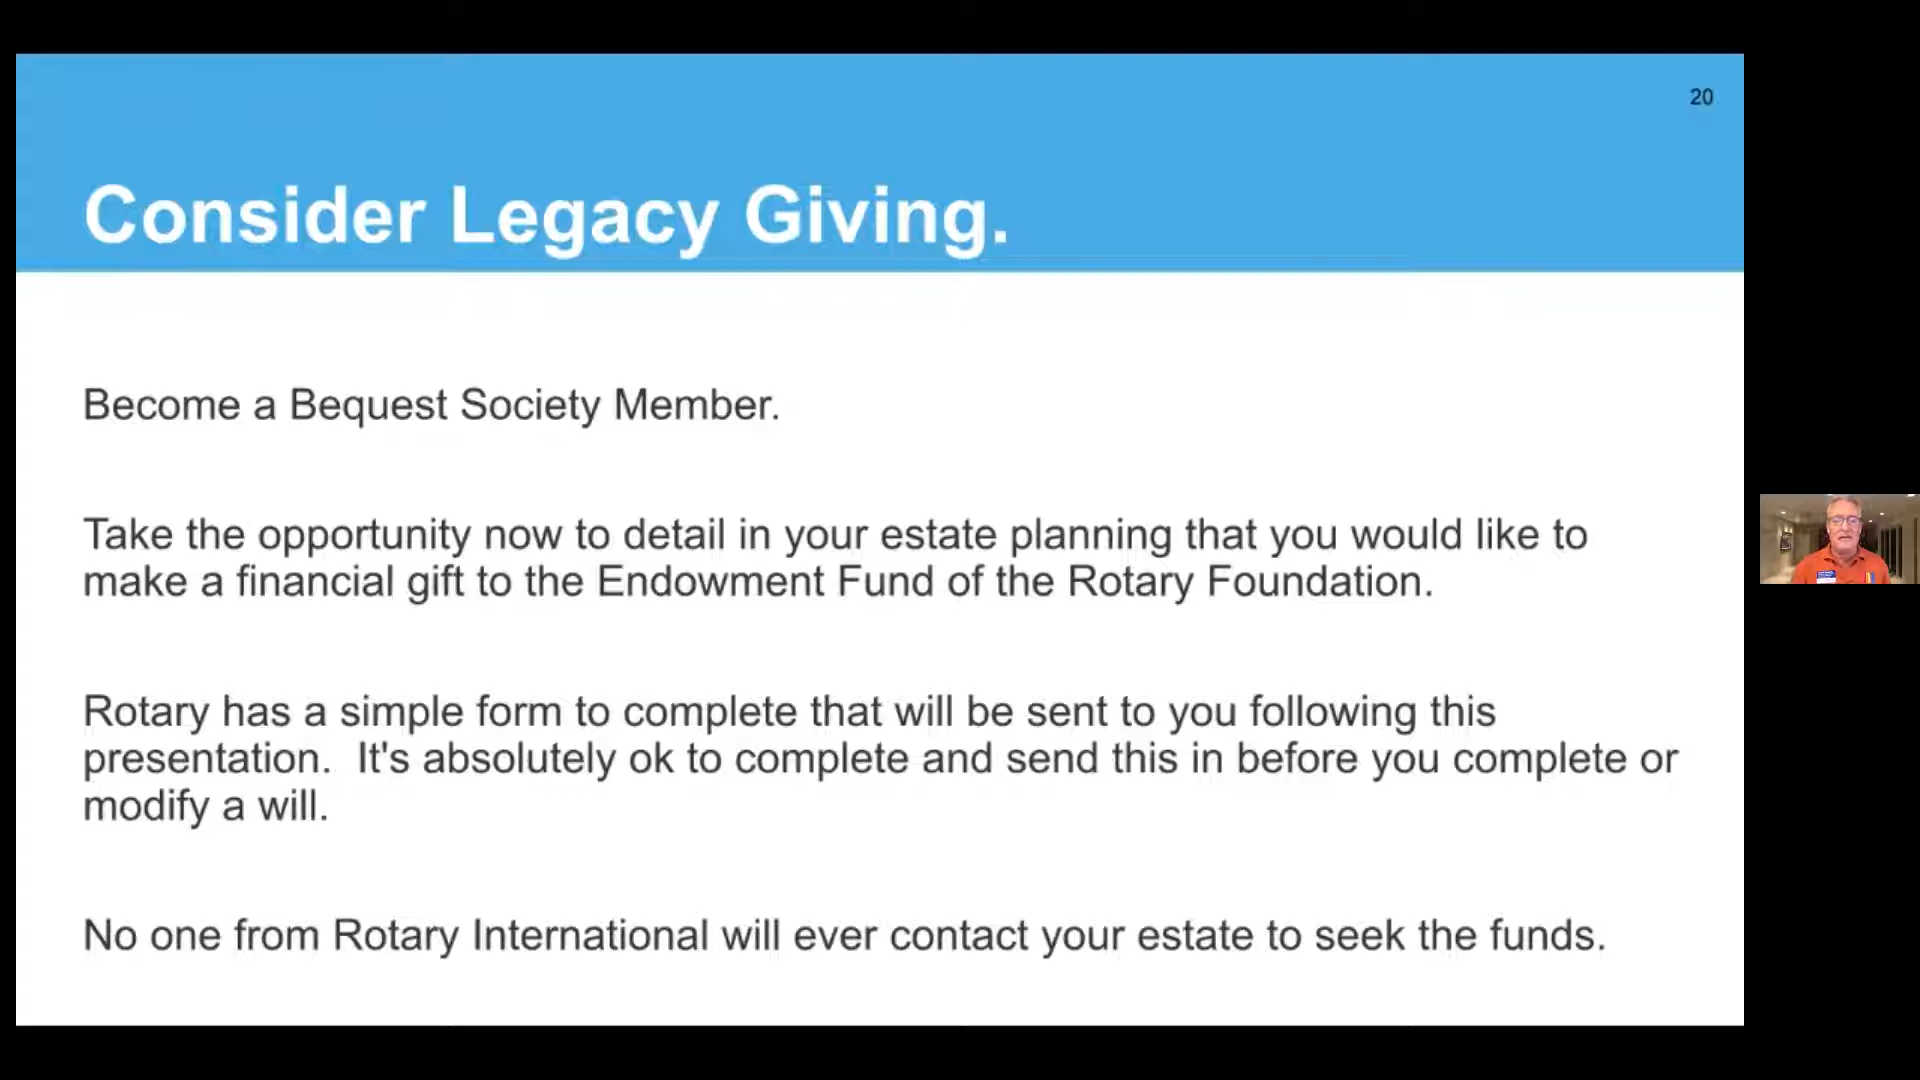 20
Consider Legacy Giving.
Become a Bequest Society Member.
Take the opportunity now to detail in your estate planning that you would like to
make a financial gift to the Endowment Fund of the Rotary Foundation.
Rotary has a simple form to complete that will be sent to you following this
presentation.  It's absolutely ok to complete and send this in before you complete or
modify a will.
No one from Rotary International will ever contact your estate to seek the funds.